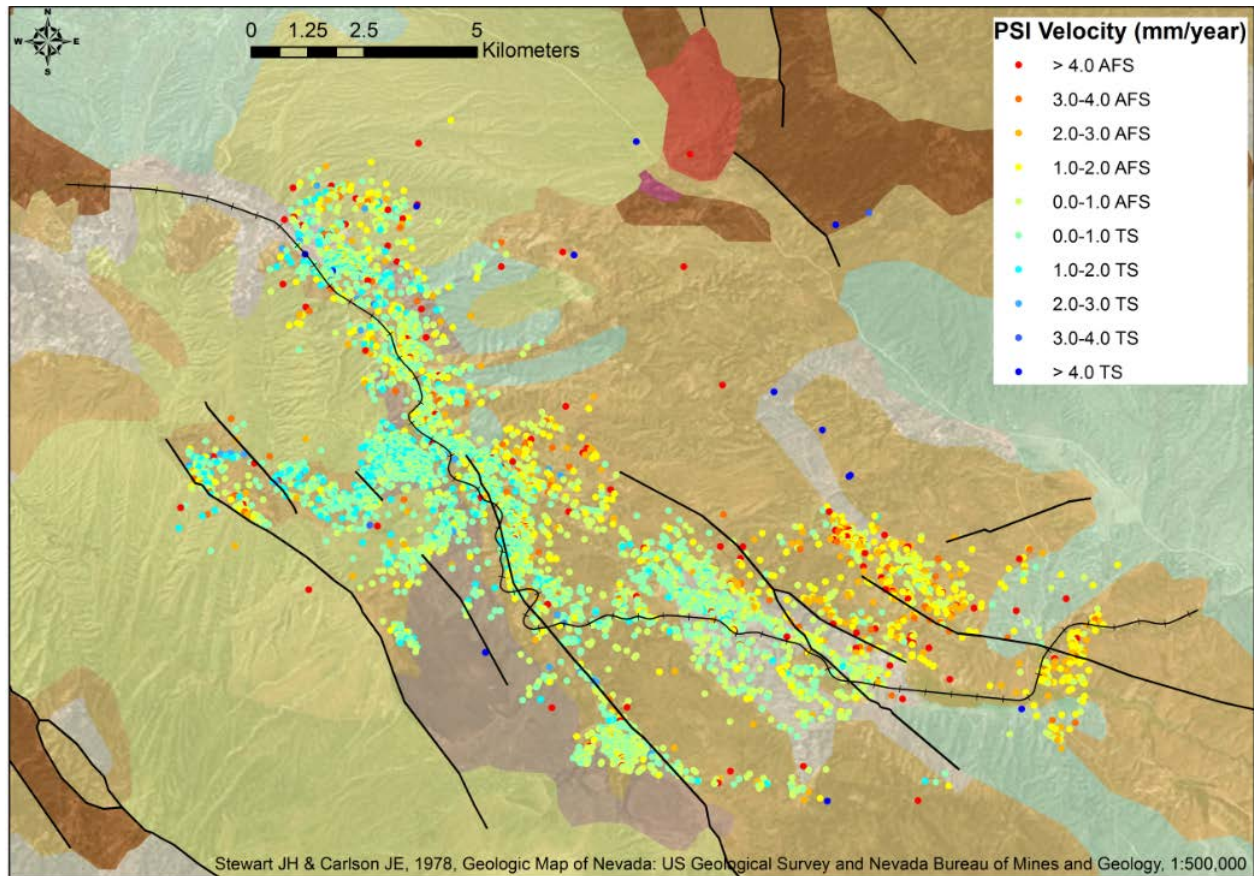 N
W E
S
0 1.25 2.5 5
Kilometers
PSI Velocity (mm/year)
> 4.0 AFS
3.0-4.0 AFS
2.0-3.0 AFS
1.0-2.0 AFS
0.0-1.0 AFS
0.0-1.0 TS
1.0-2.0 TS
2.0-3.0 TS
3.0-4.0 TS
> 4.0 TS
Stewart JH & Carlson JE, 1978, Geologic Map of Nevada: US Geological Survey and Nevada Bureau of Mines and Geology, 1:500,000